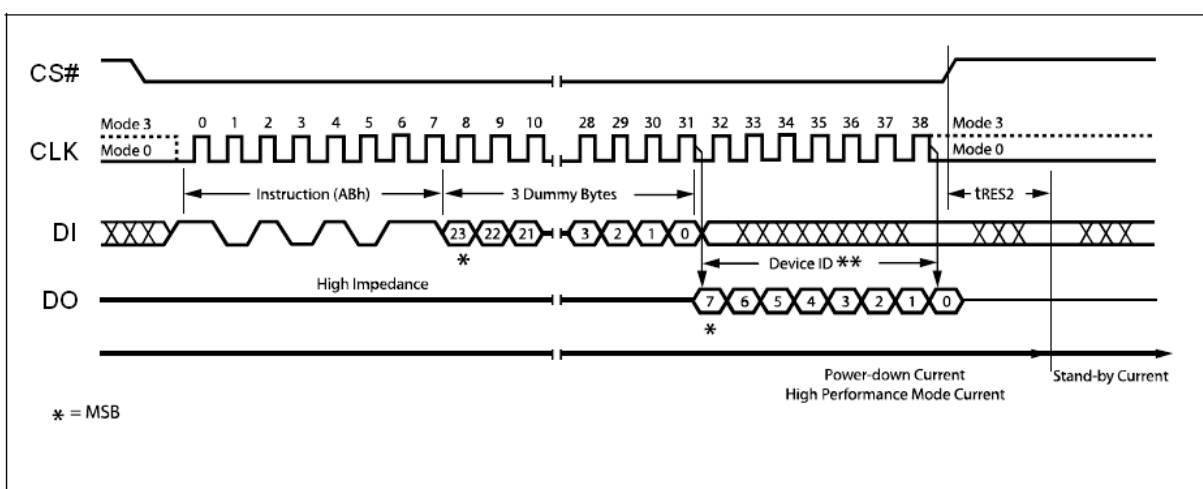 CS#
Mode 3 0 1 2 3 4 5 6 7 8 9 10 28 29 30 31 32 33 34 35 36 37 38 Mode 3
CLK Mode 0 Mode 0
Instruction (ABh) 3 Dummy Bytes tRES2
DI 23 22 21 3 2 1 0
* Device ID **
High Impedance
DO 7 6 5 4 3 2 1 0
*
Power-down Current Stand-by Current
High Performance Mode Current
* = MSB